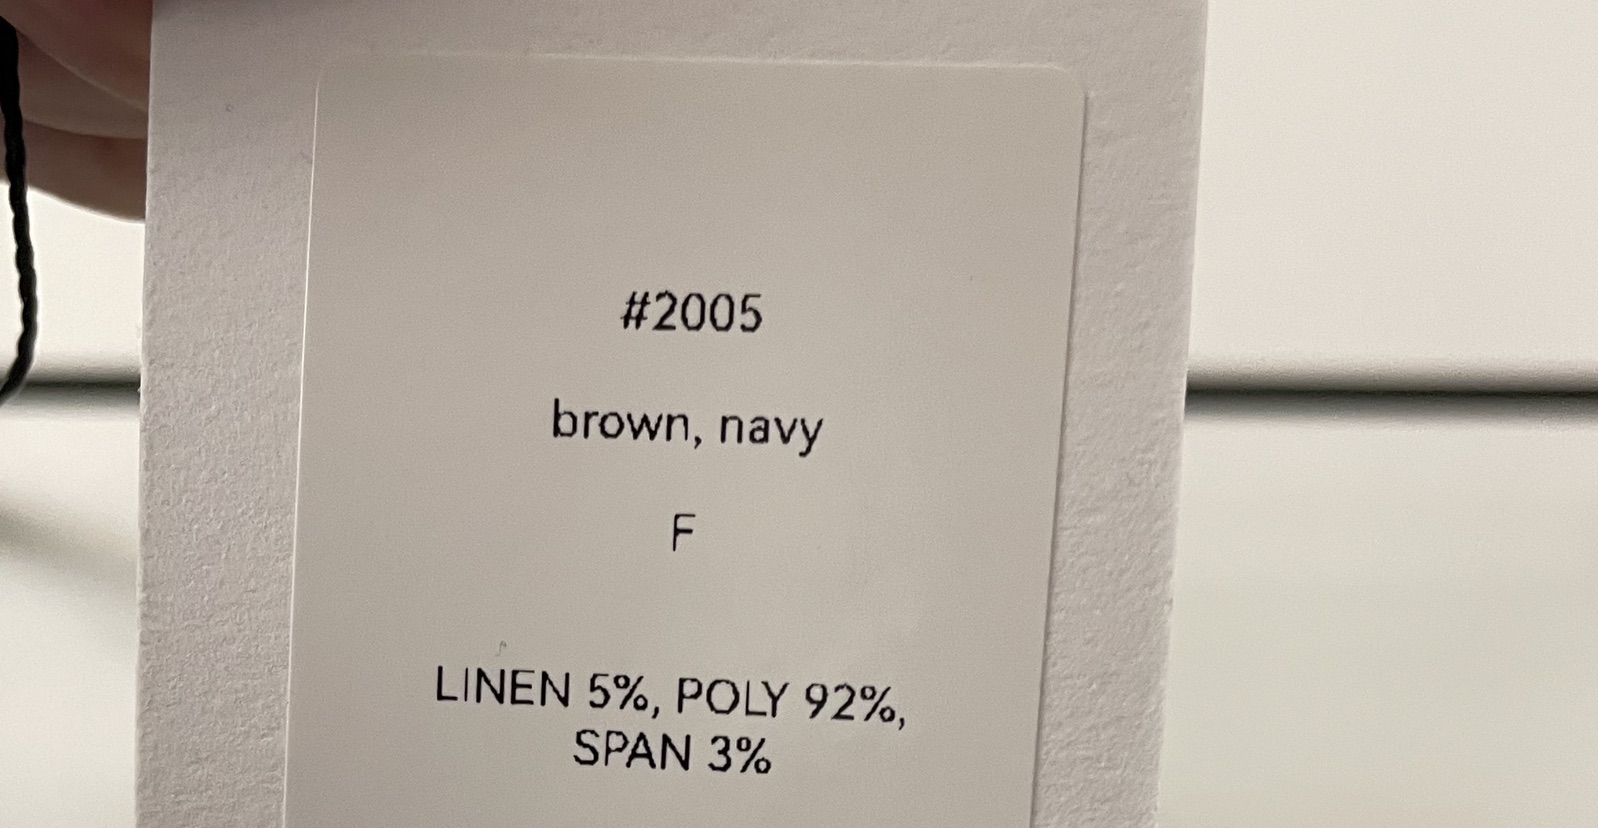 #2005
brown, navy
F
LINEN 5%, POLY 92%,
SPAN 3%